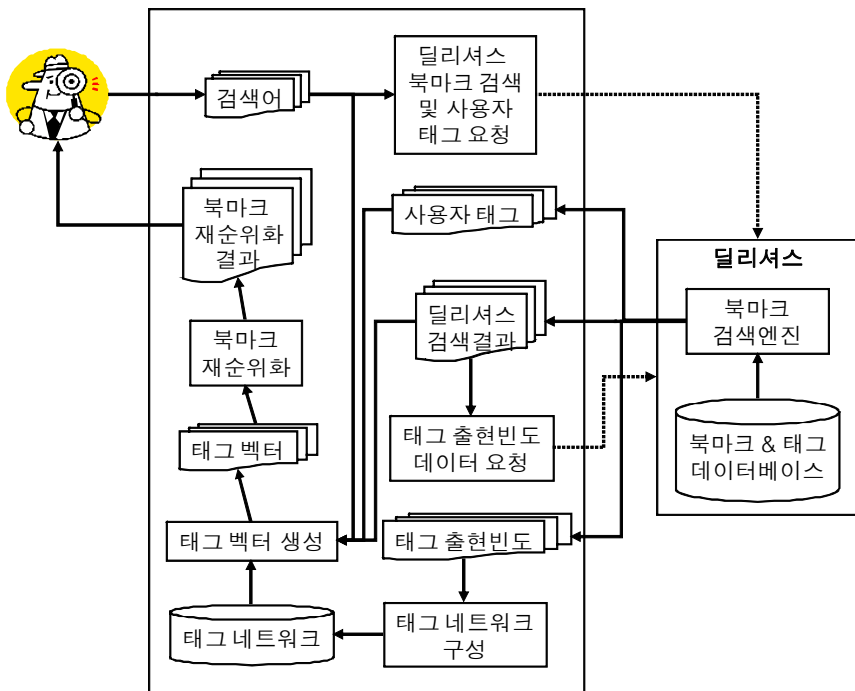 검색어
딜리셔스
북마크 검색
및 사용자
태그 요청
사용자 태그
북마크
재순위화
결과
딜리셔스
북마크
검색엔진
딜리셔스
검색결과
북마크
재순위화
태그 출현빈도
데이터 요청
북마크 & 태그
데이터베이스
태그 벡터
태그 벡터 생성
태그 출현빈도
태그 네트워크
태그 네트워크
구성